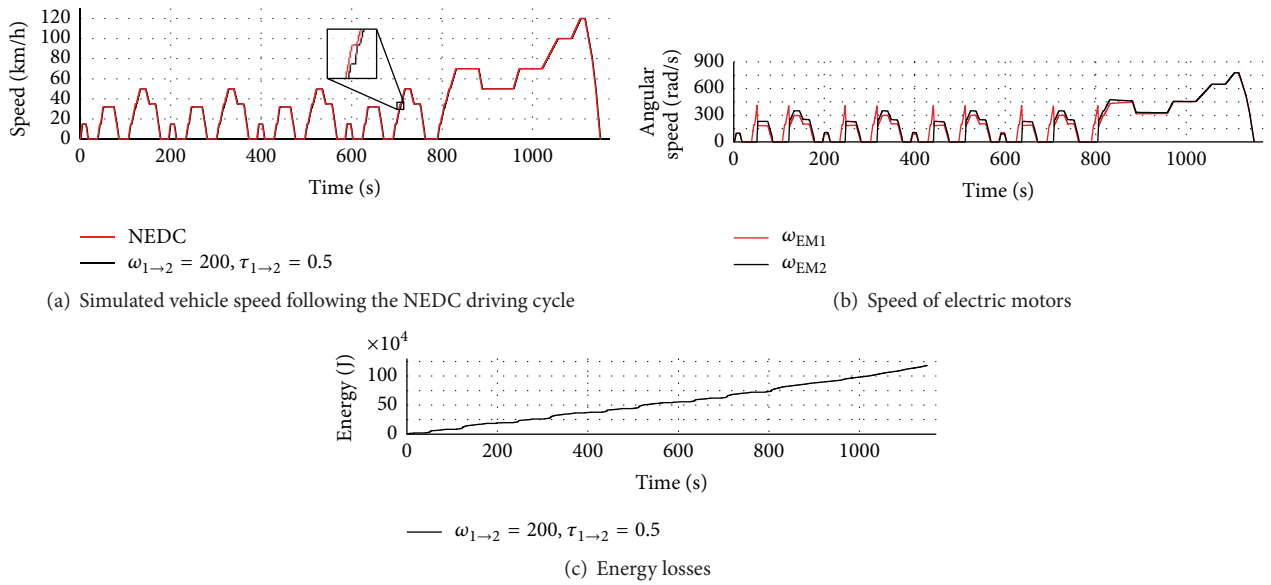 120
100
80
60
40
20
0
Speed (km/h)
0 200 400 600 800 1000
Time (s)
NEDC
ω1→2 = 200, τ1→2 = 0.5
(a) Simulated vehicle speed following the NEDC driving cycle
900
600
300
0
Angular
speed (rad/s)
0 200 400 600 800 1000
Time (s)
ωEM1
ωEM2
(b) Speed of electric motors
×10⁴
100
50
0
Energy (J)
0 200 400 600 800 1000
Time (s)
ω1→2 = 200, τ1→2 = 0.5
(c) Energy losses